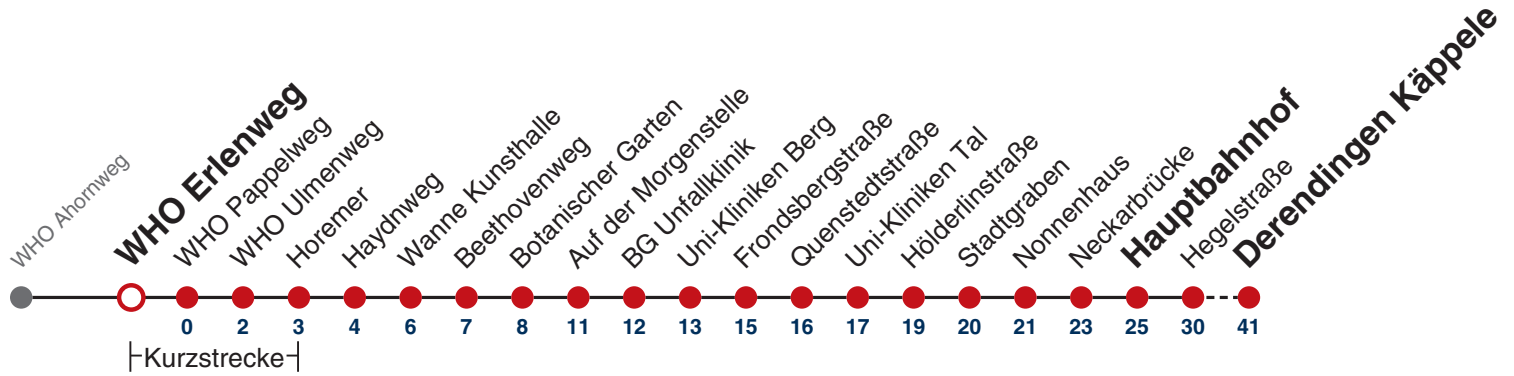 WHO Ahornweg
WHO Erlenweg
WHO Pappelweg
WHO Ulmenweg
Horemer
Haydnweg
Wanne Kunsthalle
Beethovenweg
Botanischer Garten
Auf der Morgenstelle
BG Unfallklinik
Uni-Kliniken Berg
Frondsbergstraße
Quenstedtstraße
Uni-Kliniken Tal
Hölderlinstraße
Stadtgraben
Nonnenhaus
Neckarbrücke
Hauptbahnhof
Hegelstraße
Derendingen Käppele
0 2 3 4 6 7 8 11 12 13 15 16 17 19 20 21 23 25 30 41
Kurzstrecke